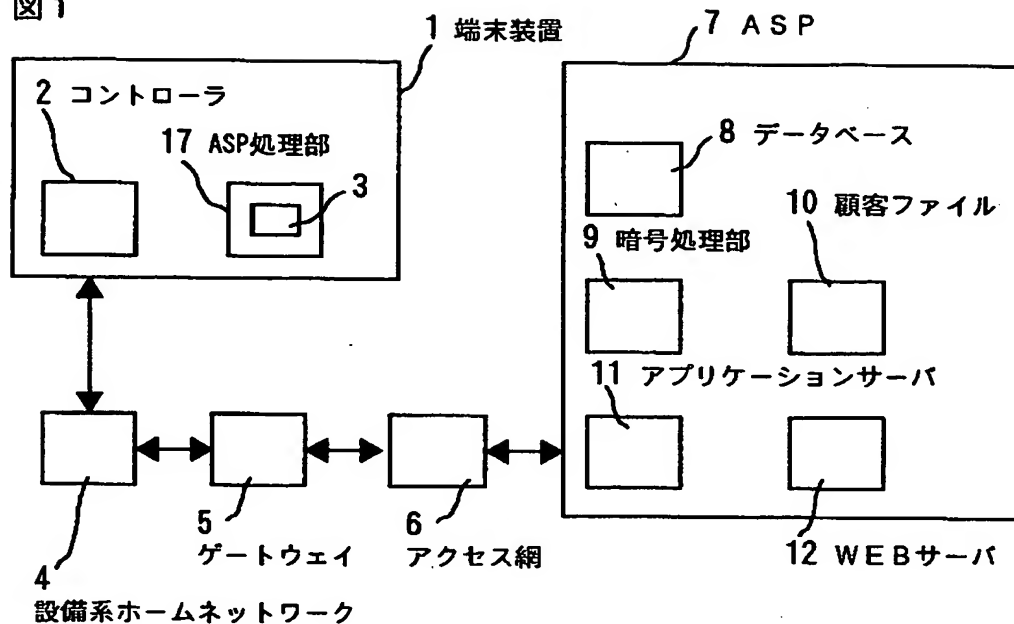 図1
1 端末装置
2 コントローラ
17 ASP処理部
3
7 ASP
8 データベース
9 暗号処理部
10 顧客ファイル
11 アプリケーションサーバ
12 WEBサーバ
4
設備系ホームネットワーク
5
ゲートウェイ
6
アクセス網